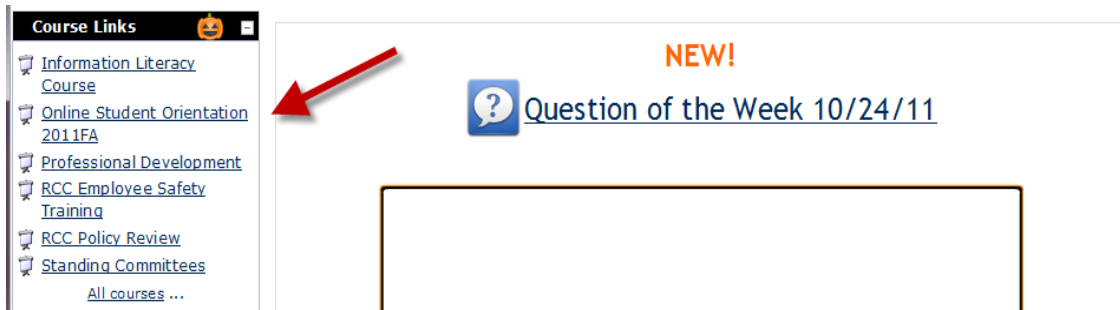 Course Links
Information Literacy
Course
Online Student Orientation
2011FA
Professional Development
RCC Employee Safety
Training
RCC Policy Review
Standing Committees
All courses ...
NEW!
Question of the Week 10/24/11